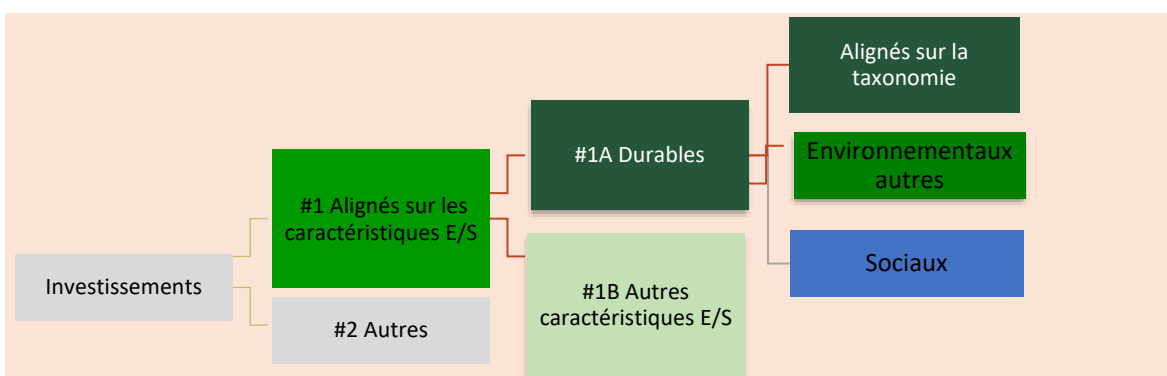 Investissements
#1 Alignés sur les
caractéristiques E/S
#2 Autres
#1A Durables
#1B Autres
caractéristiques E/S
Alignés sur la
taxonomie
Environnementaux
autres
Sociaux